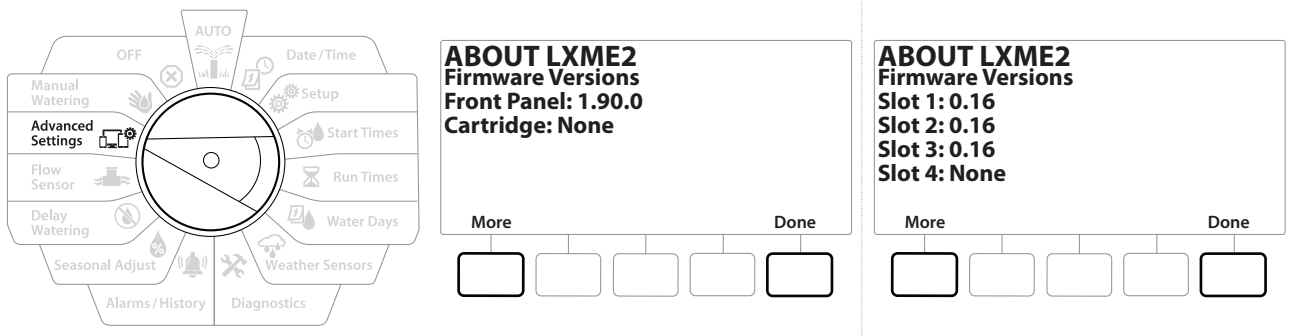 AUTO
OFF
Date/Time
Manual
Watering
Setup
Advanced
Settings
Start Times
Flow
Sensor
Run Times
Delay
Watering
Water Days
Seasonal Adjust
Weather Sensors
Alarms/History
Diagnostics
ABOUT LXME2
Firmware Versions
Front Panel: 1.90.0
Cartridge: None
More Done
ABOUT LXME2
Firmware Versions
Slot 1: 0.16
Slot 2: 0.16
Slot 3: 0.16
Slot 4: None
More Done